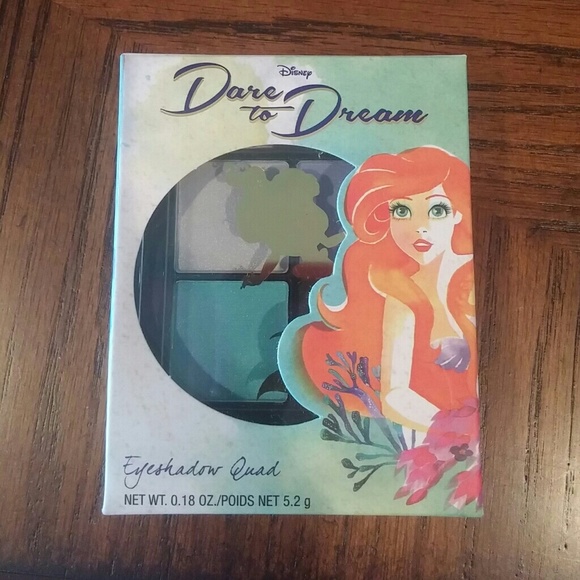 Disney
Dare
to Dream
Eyeshadow Quad
NET WT. 0.18 OZ./POIDS NET 5.2 g